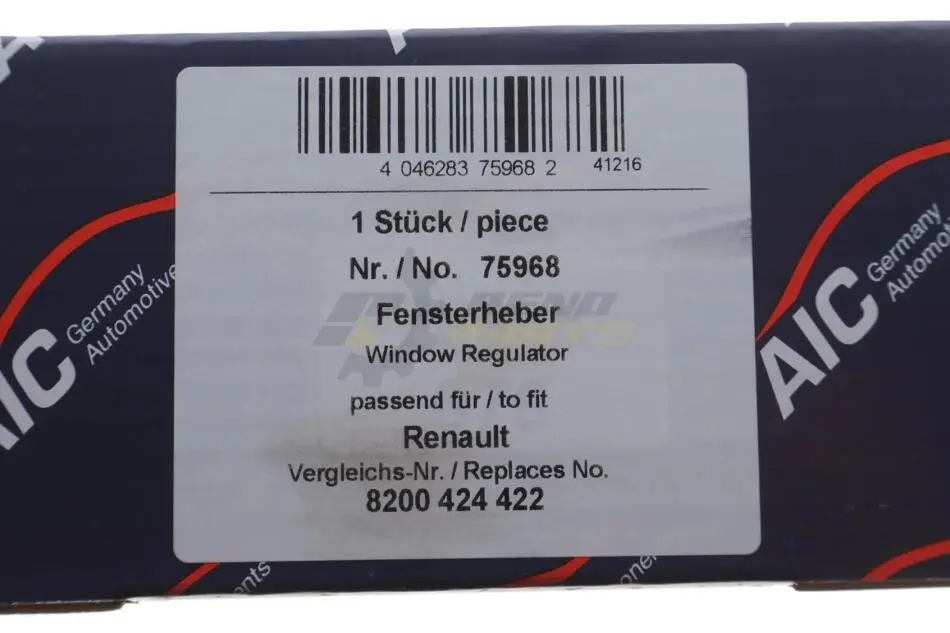 4 046283 75968 2 41216
1 Stück / piece
Nr. / No. 75968
Fensterheber
Window Regulator
passend für / to fit
Renault
Vergleichs-Nr. / Replaces No.
8200 424 422
AIC Germany
Automotive
AIC Germany
Automotive